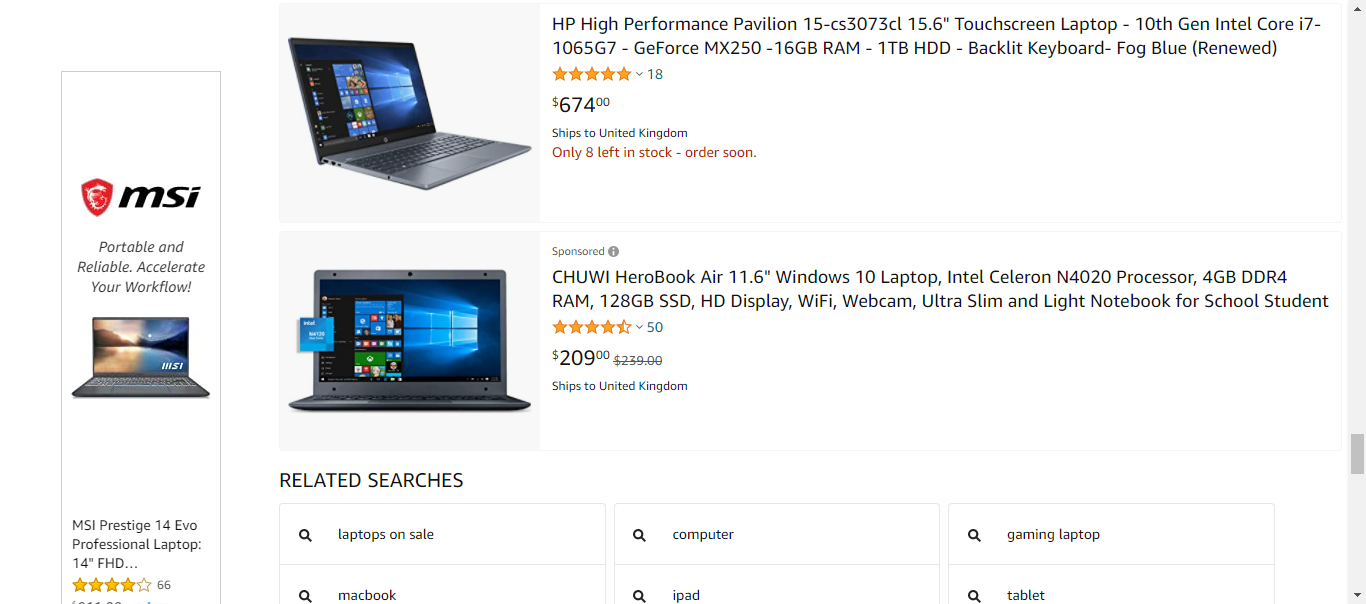 HP High Performance Pavilion 15-cs3073cl 15.6" Touchscreen Laptop - 10th Gen Intel Core i7-
1065G7 - GeForce MX250 -16GB RAM - 1TB HDD - Backlit Keyboard- Fog Blue (Renewed)
18
$674.00
Ships to United Kingdom
Only 8 left in stock - order soon.
Sponsored
CHUWI HeroBook Air 11.6" Windows 10 Laptop, Intel Celeron N4020 Processor, 4GB DDR4
RAM, 128GB SSD, HD Display, WiFi, Webcam, Ultra Slim and Light Notebook for School Student
50
$209.00 $239.00
Ships to United Kingdom
intel
msi
Portable and
Reliable. Accelerate
Your Workflow!
msi
MSI Prestige 14 Evo
Professional Laptop:
14" FHD...
66
RELATED SEARCHES
laptops on sale
computer
gaming laptop
macbook
ipad
tablet